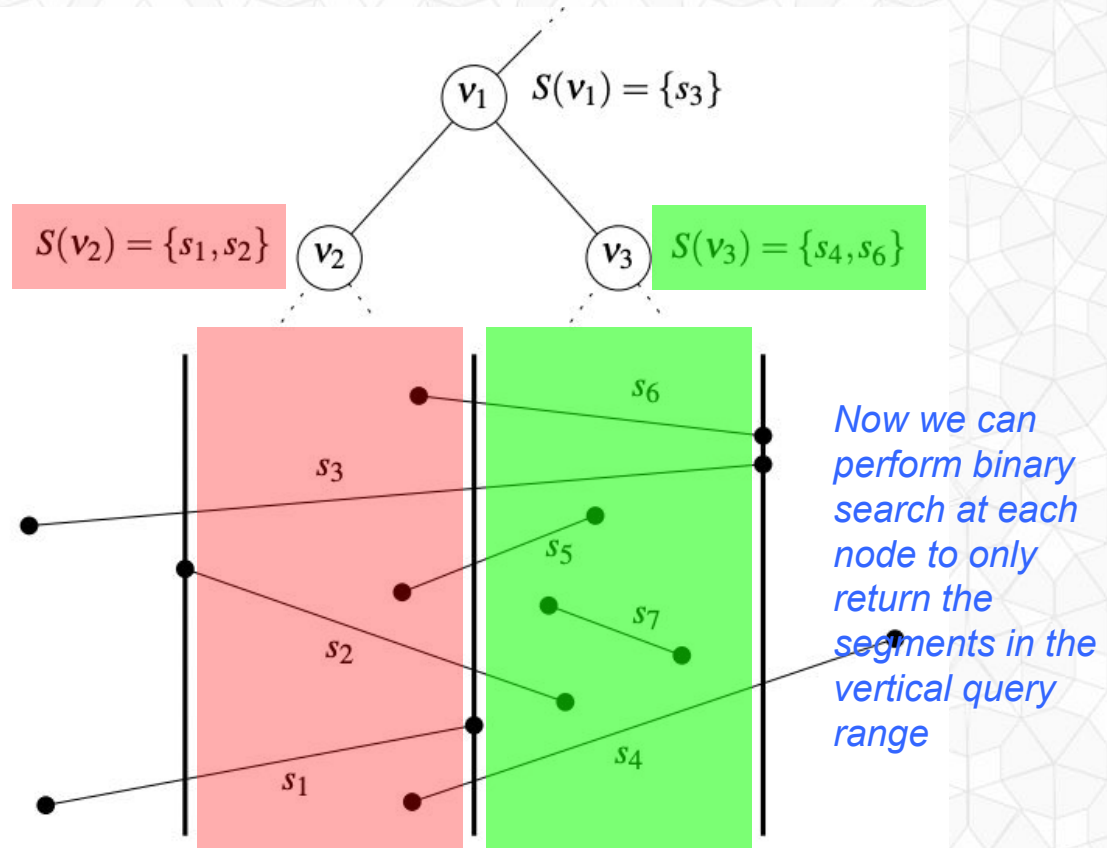 v₁
S(v₁) = {s₃}
S(v₂) = {s₁, s₂}
v₂
v₃
S(v₃) = {s₄, s₆}
s₆
s₃
s₅
s₇
s₂
s₄
s₁
Now we can
perform binary
search at each
node to only
return the
segments in the
vertical query
range